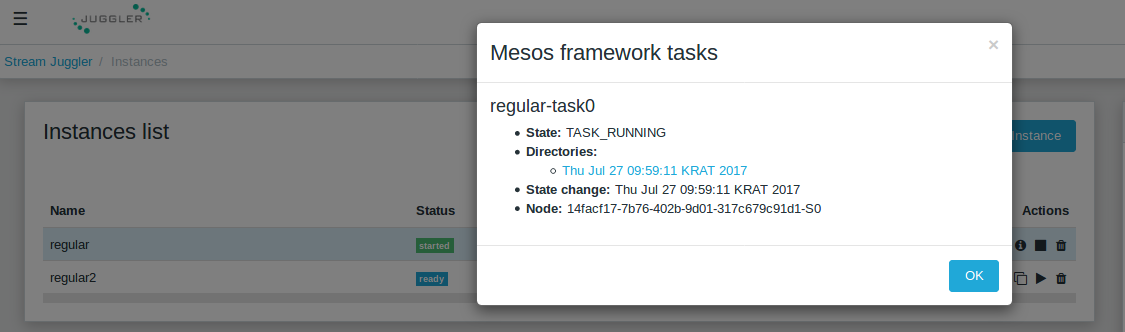 ☰ JUGGLER
Stream Juggler / Instances
Instances list
Instance
Name Status Actions
regular started
regular2 ready
Mesos framework tasks ×
regular-task0
• State: TASK_RUNNING
• Directories:
○ Thu Jul 27 09:59:11 KRAT 2017
• State change: Thu Jul 27 09:59:11 KRAT 2017
• Node: 14facf17-7b76-402b-9d01-317c679c91d1-S0
OK